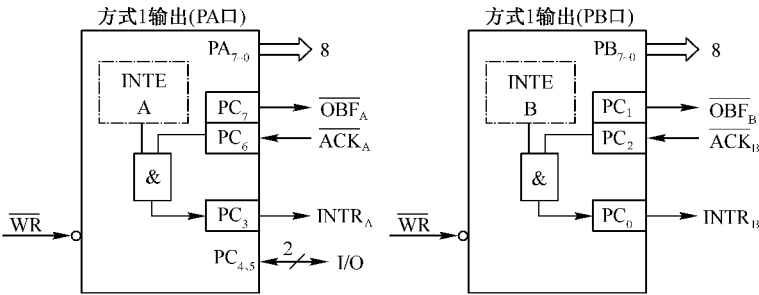 方式1输出(PA口)
PA7~0
8
INTE
A
PC7
OBFA
PC6
ACKA
&
PC3
INTRA
WR
PC4,5
2
I/O
方式1输出(PB口)
PB7~0
8
INTE
B
PC1
OBFB
PC2
ACKB
&
PC0
INTRB
WR